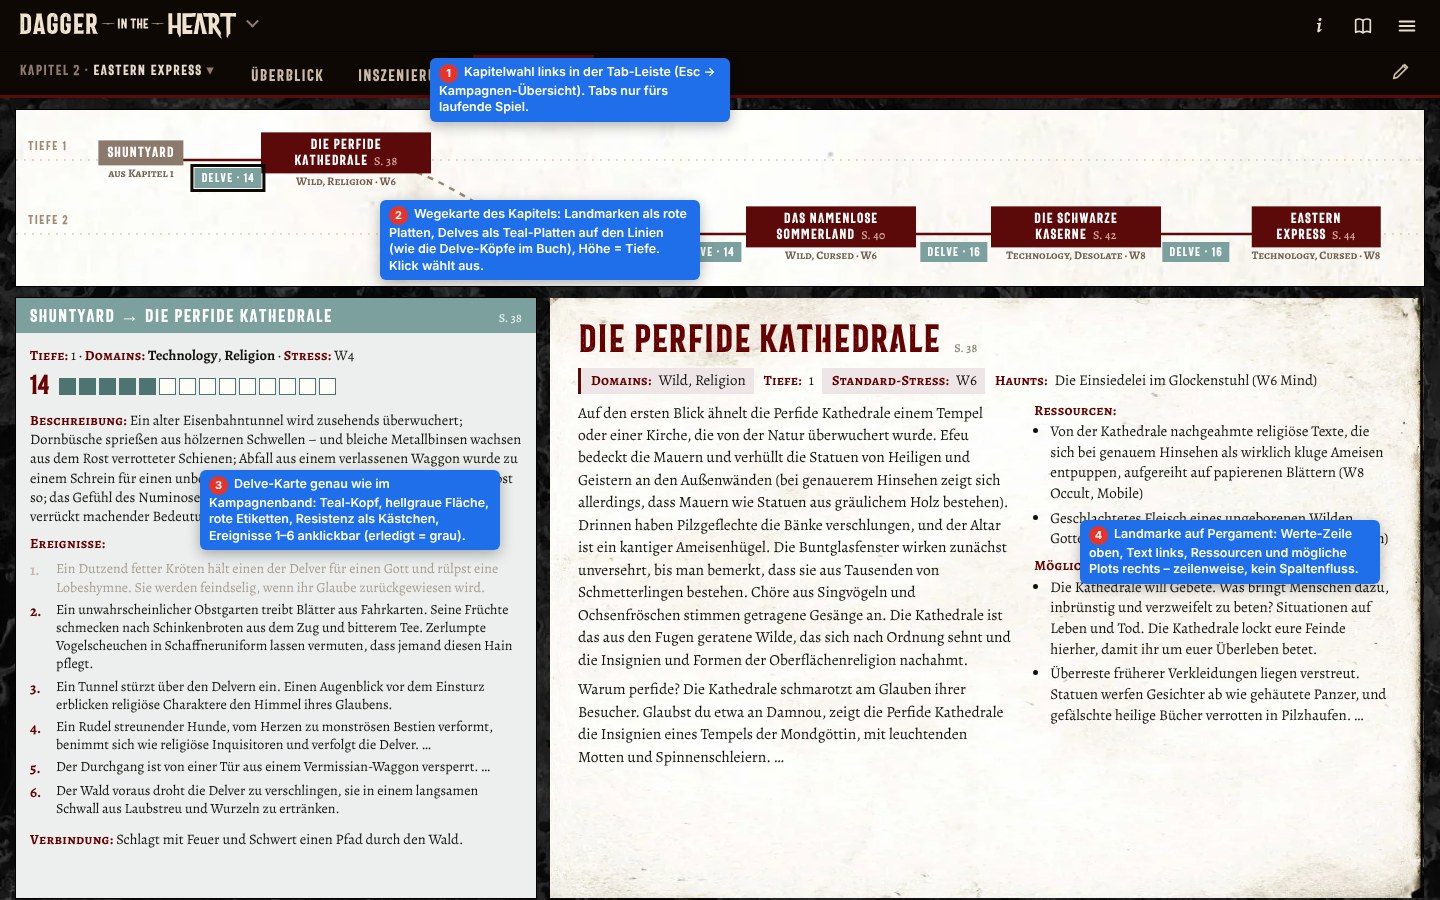 DAGGER IN THE HEART
i
KAPITEL 2 · EASTERN EXPRESS ▾
ÜBERBLICK
INSZENIER
1 Kapitelwahl links in der Tab-Leiste (Esc →
Kampagnen-Übersicht). Tabs nur fürs
laufende Spiel.
TIEFE 1
SHUNTYARD
AUS KAPITEL 1
DELVE · 14
DIE PERFIDE
KATHEDRALE S. 38
WILD, RELIGION · W6
TIEFE 2
2 Wegekarte des Kapitels: Landmarken als rote
Platten, Delves als Teal-Platten auf den Linien
(wie die Delve-Köpfe im Buch), Höhe = Tiefe.
Klick wählt aus.
VE · 14
DAS NAMENLOSE
SOMMERLAND S. 40
WILD, CURSED · W6
DELVE · 16
DIE SCHWARZE
KASERNE S. 42
TECHNOLOGY, DESOLATE · W8
DELVE · 16
EASTERN
EXPRESS S. 44
TECHNOLOGY, CURSED · W8
SHUNTYARD → DIE PERFIDE KATHEDRALE S. 38
TIEFE: 1 · DOMAINS: Technology, Religion · STRESS: W4
14
BESCHREIBUNG: Ein alter Eisenbahntunnel wird zusehends überwuchert;
Dornbüsche sprießen aus hölzernen Schwellen – und bleiche Metallbinsen wachsen
aus dem Rost verrotteter Schienen; Abfall aus einem verlassenen Waggon wurde zu
einem Schrein für einen unbe
so; das Gefühl des Numinose
verrückt machender Bedeutu
3 Delve-Karte genau wie im
Kampagnenband: Teal-Kopf, hellgraue Fläche,
rote Etiketten, Resistenz als Kästchen,
Ereignisse 1–6 anklickbar (erledigt = grau).
EREIGNISSE:
1. Ein Dutzend fetter Kröten hält einen der Delver für einen Gott und rülpst eine
Lobeshymne. Sie werden feindselig, wenn ihr Glaube zurückgewiesen wird.
2. Ein unwahrscheinlicher Obstgarten treibt Blätter aus Fahrkarten. Seine Früchte
schmecken nach Schinkenbroten aus dem Zug und bitterem Tee. Zerlumpte
Vogelscheuchen in Schaffneruniform lassen vermuten, dass jemand diesen Hain
pflegt.
3. Ein Tunnel stürzt über den Delvern ein. Einen Augenblick vor dem Einsturz
erblicken religiöse Charaktere den Himmel ihres Glaubens.
4. Ein Rudel streunender Hunde, vom Herzen zu monströsen Bestien verformt,
benimmt sich wie religiöse Inquisitoren und verfolgt die Delver. ...
5. Der Durchgang ist von einer Tür aus einem Vermissian-Waggon versperrt. ...
6. Der Wald voraus droht die Delver zu verschlingen, sie in einem langsamen
Schwall aus Laubstreu und Wurzeln zu ertränken.
VERBINDUNG: Schlagt mit Feuer und Schwert einen Pfad durch den Wald.
DIE PERFIDE KATHEDRALE S. 38
DOMAINS: Wild, Religion TIEFE: 1 STANDARD-STRESS: W6 HAUNTS: Die Einsiedelei im Glockenstuhl (W6 Mind)
Auf den ersten Blick ähnelt die Perfide Kathedrale einem Tempel
oder einer Kirche, die von der Natur überwuchert wurde. Efeu
bedeckt die Mauern und verhüllt die Statuen von Heiligen und
Geistern an den Außenwänden (bei genauerem Hinsehen zeigt sich
allerdings, dass Mauern wie Statuen aus gräulichem Holz bestehen).
Drinnen haben Pilzgeflechte die Bänke verschlungen, und der Altar
ist ein kantiger Ameisenhügel. Die Buntglasfenster wirken zunächst
unversehrt, bis man bemerkt, dass sie aus Tausenden von
Schmetterlingen bestehen. Chöre aus Singvögeln und
Ochsenfröschen stimmen getragene Gesänge an. Die Kathedrale ist
das aus den Fugen geratene Wilde, das sich nach Ordnung sehnt und
die Insignien und Formen der Oberflächenreligion nachahmt.
Warum perfide? Die Kathedrale schmarotzt am Glauben ihrer
Besucher. Glaubst du etwa an Damnou, zeigt die Perfide Kathedrale
die Insignien eines Tempels der Mondgöttin, mit leuchtenden
Motten und Spinnenschleiern. ...
RESSOURCEN:
• Von der Kathedrale nachgeahmte religiöse Texte, die
sich bei genauem Hinsehen als wirklich kluge Ameisen
entpuppen, aufgereiht auf papierenen Blättern (W8
Occult, Mobile)
• Geschlachtetes Fleisch eines ungeborenen Wilden
Gotte
4 Landmarke auf Pergament: Werte-Zeile
oben, Text links, Ressourcen und mögliche
Plots rechts – zeilenweise, kein Spaltenfluss.
MÖGLIC
• Die Kathedrale will Gebete. Was bringt Menschen dazu,
inbrünstig und verzweifelt zu beten? Situationen auf
Leben und Tod. Die Kathedrale lockt eure Feinde
hierher, damit ihr um euer Überleben betet.
• Überreste früherer Verkleidungen liegen verstreut.
Statuen werfen Gesichter ab wie gehäutete Panzer, und
gefälschte heilige Bücher verrotten in Pilzhaufen. ...